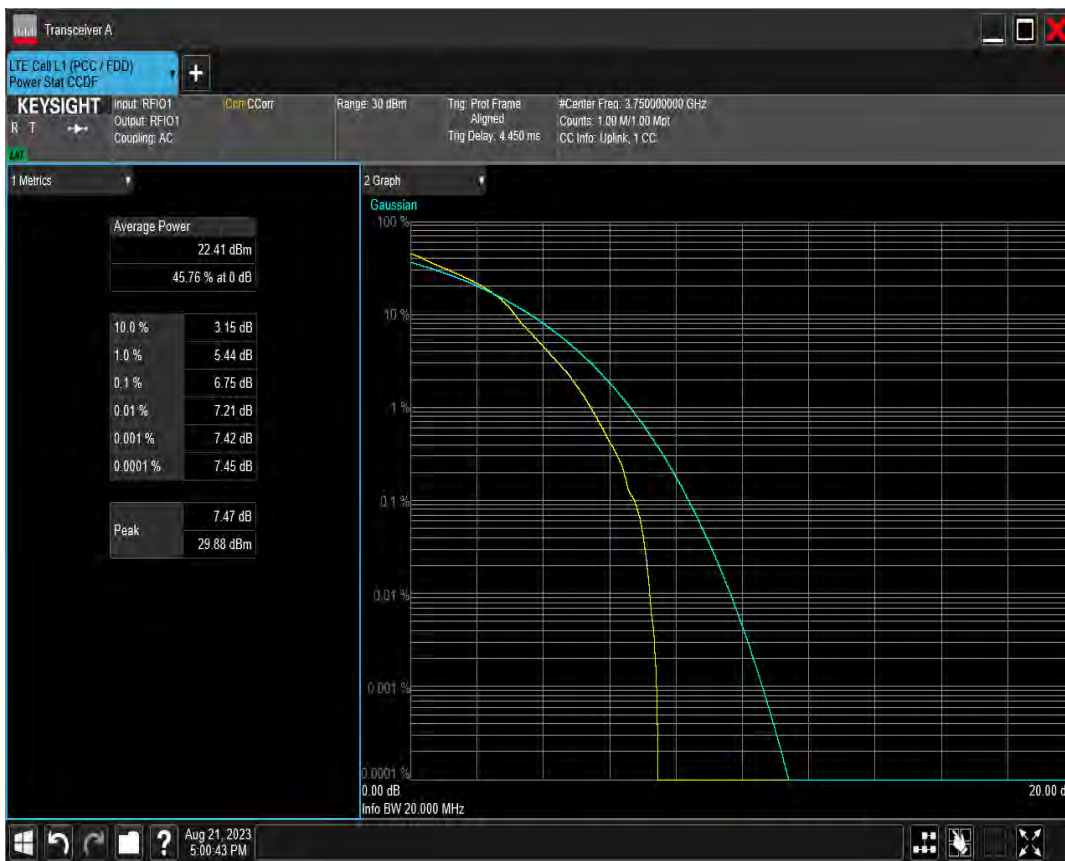 Transceiver A
LTE Cell L1 (PCC / FDD)
Power Stat CCDF
+
KEYSIGHT
R T
LXI
Input: RFIO1
Output: RFIO1
Coupling: AC
Corr CCorr
Range: 30 dBm
Trig: Prot Frame
Aligned
Trig Delay: 4.450 ms
#Center Freq: 3.750000000 GHz
Counts: 1.00 M/1.00 Mpt
CC Info: Uplink, 1 CC
1 Metrics
Average Power
22.41 dBm
45.76 % at 0 dB
10.0 % 3.15 dB
1.0 % 5.44 dB
0.1 % 6.75 dB
0.01 % 7.21 dB
0.001 % 7.42 dB
0.0001 % 7.45 dB
Peak
7.47 dB
29.88 dBm
2 Graph
Gaussian
100 %
10 %
1 %
0.1 %
0.01 %
0.001 %
0.0001 %
0.00 dB
20.00 d
Info BW 20.000 MHz
?
Aug 21, 2023
5:00:43 PM